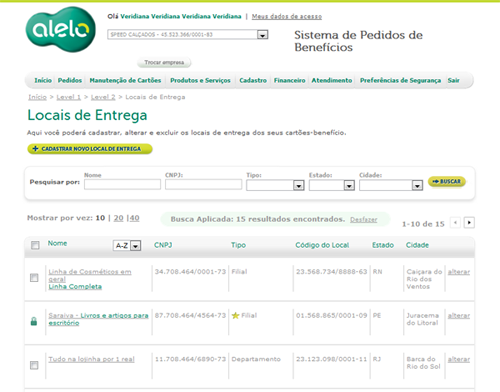 alelo
Olá Veridiana Veridiana Veridiana Veridiana | Meus dados de acesso
SPEED CALÇADOS - 45.525.366/0001-83
Trocar empresa
Sistema de Pedidos de
Benefícios
Início Pedidos Manutenção de Cartões Produtos e Serviços Cadastro Financeiro Atendimento Preferências de Segurança Sair
Início > Level 1 > Level 2 > Locais de Entrega
Locais de Entrega
Aqui você poderá cadastrar, alterar e excluir os locais de entrega dos seus cartões-benefício.
+ CADASTRAR NOVO LOCAL DE ENTREGA
Pesquisar por: Nome CNPJ: Tipo: Estado: Cidade: BUSCAR
Mostrar por vez: 10 | 20 |40 Busca Aplicada: 15 resultados encontrados. Desfazer 1-10 de 15
Nome A-Z CNPJ Tipo Código do Local Estado Cidade
Linha de Cosméticos em geral 34.708.464/0001-73 Filial 23.568.734/8888-63 RN Caiçara do Rio dos Ventos alterar
Linha Completa
Saraiva - Livros e artigos para escritório 87.708.464/4564-73 Filial 01.568.865/0001-09 PE Juracema do Litoral alterar
Tudo na lojinha por 1 real 11.708.464/6890-73 Departamento 23.123.098/0001-11 RJ Barca do Rio do Sol alterar